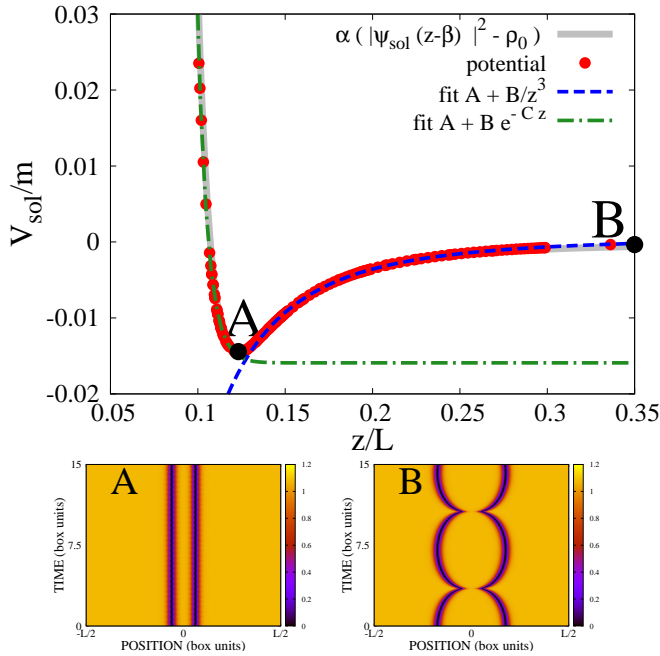 0.03
0.02
0.01
0
-0.01
-0.02
V_sol/m
α ( |ψ_sol (z-β) |^2 - ρ_0 )
potential
fit A + B/z^3
fit A + B e^{- C z}
A
B
0.05 0.1 0.15 0.2 0.25 0.3 0.35
z/L
A
TIME (box units)
15
7.5
0
-L/2 0 L/2
POSITION (box units)
1.2
1
0.8
0.6
0.4
0.2
0
B
TIME (box units)
15
7.5
0
-L/2 0 L/2
POSITION (box units)
1.2
1
0.8
0.6
0.4
0.2
0